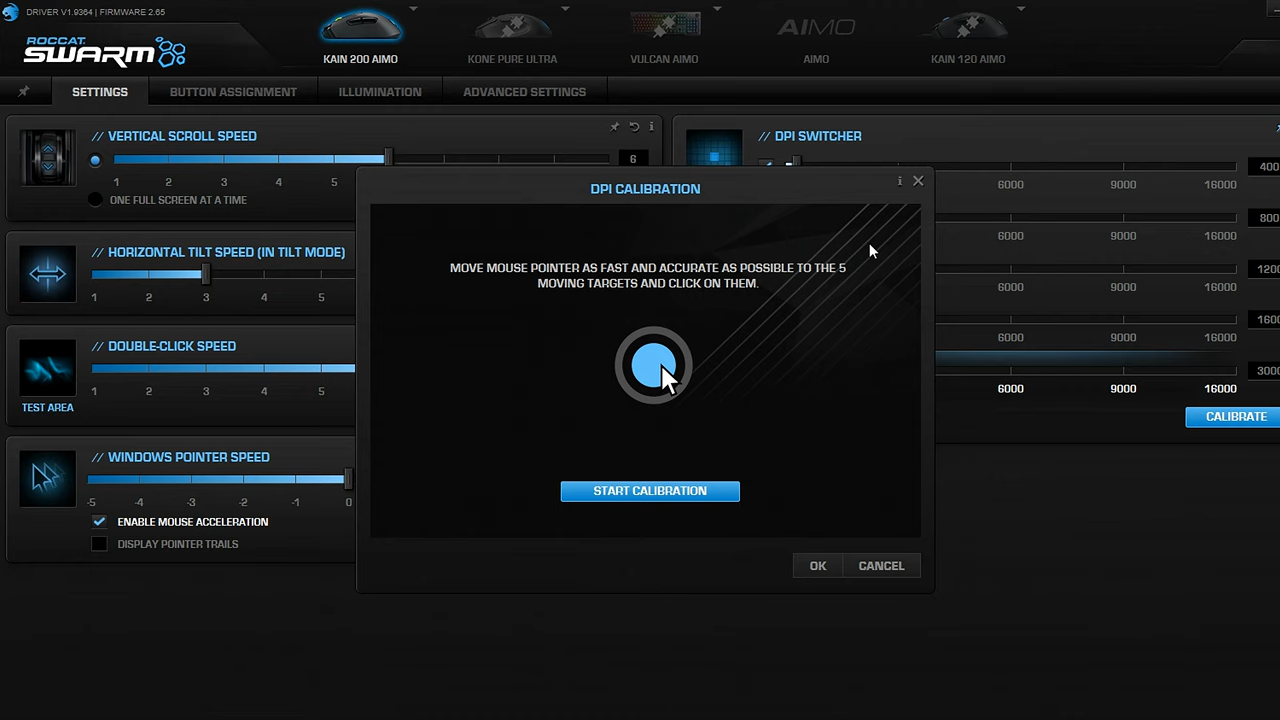 DRIVER V1.9364 | FIRMWARE 2.65
ROCCAT
SWARM
KAIN 200 AIMO
KONE PURE ULTRA
VULCAN AIMO
AIMO
AIMO
KAIN 120 AIMO
SETTINGS
BUTTON ASSIGNMENT
ILLUMINATION
ADVANCED SETTINGS
// VERTICAL SCROLL SPEED
i
6
1 2 3 4 5
ONE FULL SCREEN AT A TIME
// HORIZONTAL TILT SPEED (IN TILT MODE)
1 2 3 4 5
// DOUBLE-CLICK SPEED
1 2 3 4 5
TEST AREA
// WINDOWS POINTER SPEED
-5 -4 -3 -2 -1 0
ENABLE MOUSE ACCELERATION
DISPLAY POINTER TRAILS
// DPI SWITCHER
400
6000 9000 16000
800
6000 9000 16000
1200
1600
6000 9000 16000
3000
6000 9000 16000
CALIBRATE
DPI CALIBRATION
i
MOVE MOUSE POINTER AS FAST AND ACCURATE AS POSSIBLE TO THE 5
MOVING TARGETS AND CLICK ON THEM.
START CALIBRATION
OK
CANCEL